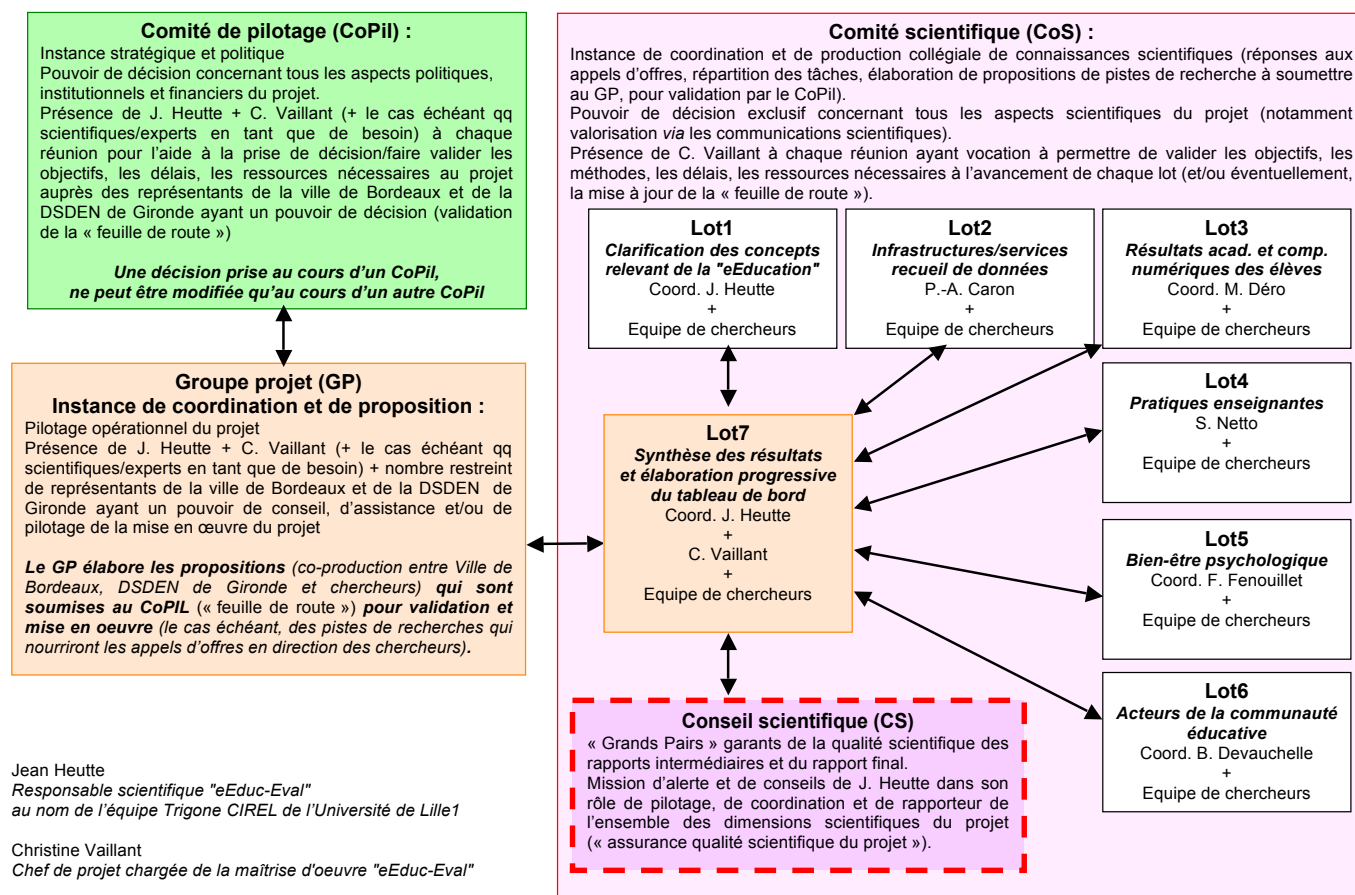 Comité de pilotage (CoPil) :
Instance stratégique et politique
Pouvoir de décision concernant tous les aspects politiques,
institutionnels et financiers du projet.
Présence de J. Heutte + C. Vaillant (+ le cas échéant qq
scientifiques/experts en tant que de besoin) à chaque
réunion pour l'aide à la prise de décision/faire valider les
objectifs, les délais, les ressources nécessaires au projet
auprès des représentants de la ville de Bordeaux et de la
DSDEN de Gironde ayant un pouvoir de décision (validation
de la « feuille de route »)
Une décision prise au cours d'un CoPil,
ne peut être modifiée qu'au cours d'un autre CoPil
Groupe projet (GP)
Instance de coordination et de proposition :
Pilotage opérationnel du projet
Présence de J. Heutte + C. Vaillant (+ le cas échéant qq
scientifiques/experts en tant que de besoin) + nombre restreint
de représentants de la ville de Bordeaux et de la DSDEN de
Gironde ayant un pouvoir de conseil, d'assistance et/ou de
pilotage de la mise en œuvre du projet
Le GP élabore les propositions (co-production entre Ville de
Bordeaux, DSDEN de Gironde et chercheurs) qui sont
soumises au CoPIL (« feuille de route ») pour validation et
mise en oeuvre (le cas échéant, des pistes de recherches qui
nourriront les appels d'offres en direction des chercheurs).
Jean Heutte
Responsable scientifique "eEduc-Eval"
au nom de l'équipe Trigone CIREL de l'Université de Lille1
Christine Vaillant
Chef de projet chargée de la maîtrise d'oeuvre "eEduc-Eval"
Comité scientifique (CoS) :
Instance de coordination et de production collégiale de connaissances scientifiques (réponses aux
appels d'offres, répartition des tâches, élaboration de propositions de pistes de recherche à soumettre
au GP, pour validation par le CoPil).
Pouvoir de décision exclusif concernant tous les aspects scientifiques du projet (notamment
valorisation via les communications scientifiques).
Présence de C. Vaillant à chaque réunion ayant vocation à permettre de valider les objectifs, les
méthodes, les délais, les ressources nécessaires à l'avancement de chaque lot (et/ou éventuellement,
la mise à jour de la « feuille de route »).
Lot1
Clarification des concepts
relevant de la "eEducation"
Coord. J. Heutte
+
Equipe de chercheurs
Lot2
Infrastructures/services
recueil de données
P.-A. Caron
+
Equipe de chercheurs
Lot3
Résultats acad. et comp.
numériques des élèves
Coord. M. Déro
+
Equipe de chercheurs
Lot4
Pratiques enseignantes
S. Netto
+
Equipe de chercheurs
Lot5
Bien-être psychologique
Coord. F. Fenouillet
+
Equipe de chercheurs
Lot6
Acteurs de la communauté
éducative
Coord. B. Devauchelle
+
Equipe de chercheurs
Lot7
Synthèse des résultats
et élaboration progressive
du tableau de bord
Coord. J. Heutte
+
C. Vaillant
+
Equipe de chercheurs
Conseil scientifique (CS)
« Grands Pairs » garants de la qualité scientifique des
rapports intermédiaires et du rapport final.
Mission d'alerte et de conseils de J. Heutte dans son
rôle de pilotage, de coordination et de rapporteur de
l'ensemble des dimensions scientifiques du projet
(« assurance qualité scientifique du projet »).